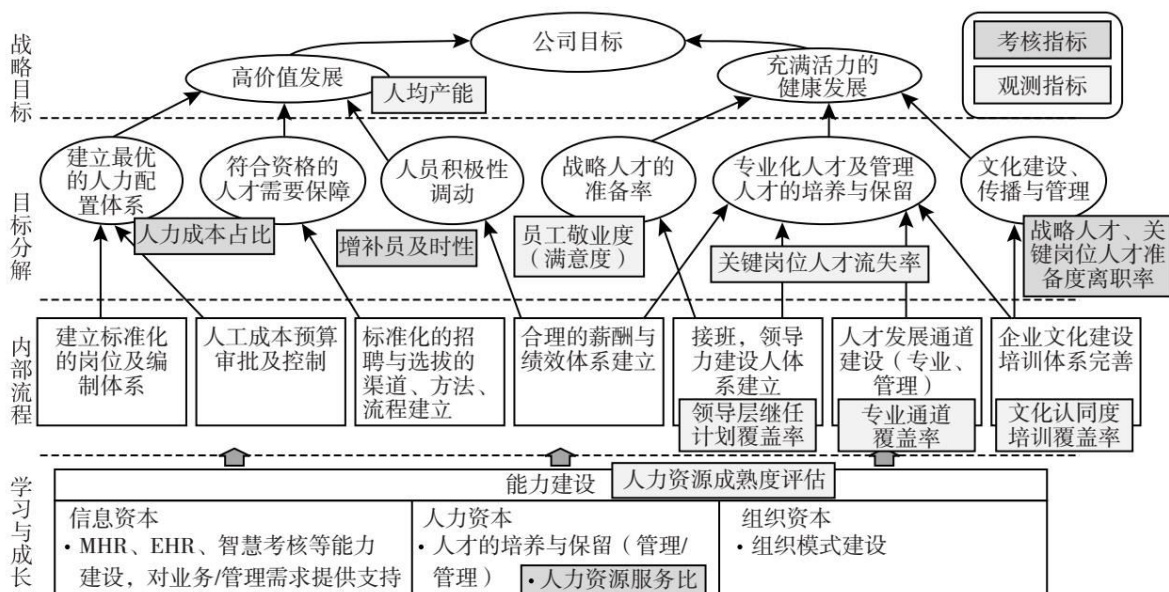 战略目标
公司目标
高价值发展
人均产能
充满活力的
健康发展
考核指标
观测指标
目标分解
建立最优
的人力配
置体系
人力成本占比
符合资格的
人才需要保障
人员积极性
调动
增补员及时性
战略人才的
准备率
员工敬业度
（满意度）
专业化人才及管理
人才的培养与保留
关键岗位人才流失率
文化建设、
传播与管理
战略人才、关
键岗位人才准
备度离职率
内部流程
建立标准化
的岗位及编
制体系
人工成本预算
审批及控制
标准化的招
聘与选拔的
渠道、方法、
流程建立
合理的薪酬与
绩效体系建立
接班，领导
力建设人体
系建立
领导层继任
计划覆盖率
人才发展通道
建设（专业、
管理）
专业通道
覆盖率
企业文化建设
培训体系完善
文化认同度
培训覆盖率
学习与成长
能力建设
人力资源成熟度评估
信息资本
• MHR、EHR、智慧考核等能力
建设，对业务/管理需求提供支持
人力资本
• 人才的培养与保留（管理/
管理）
• 人力资源服务比
组织资本
• 组织模式建设